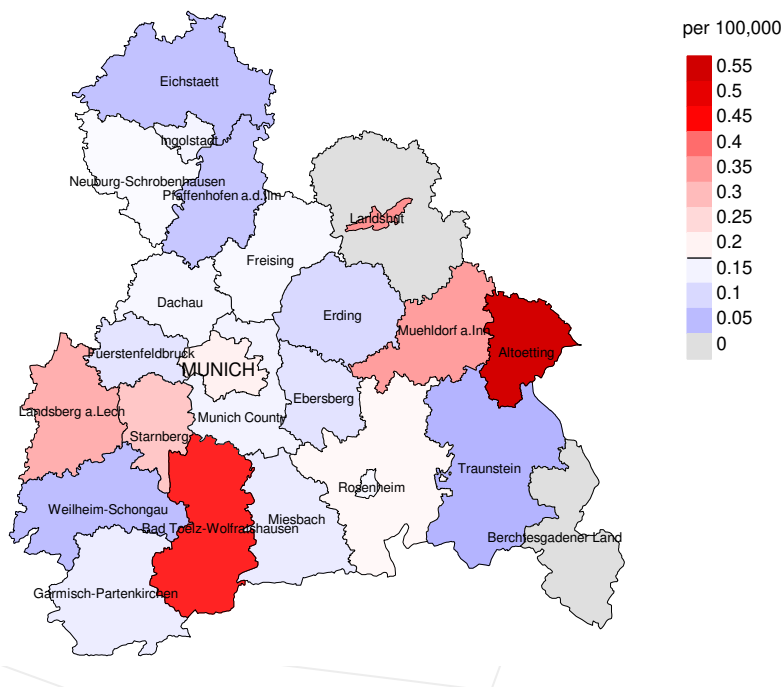 per 100,000
0.55
0.5
0.45
0.4
0.35
0.3
0.25
0.2
0.15
0.1
0.05
0
Eichstaett
Ingolstadt
Neuburg-Schrobenhausen
Pfaffenhofen a.d.Ilm
Landshut
Freising
Dachau
Erding
Muehldorf a.Inn
Altoetting
Fuerstenfeldbruck
MUNICH
Ebersberg
Landsberg a.Lech
Munich County
Starnberg
Traunstein
Rosenheim
Weilheim-Schongau
Miesbach
Bad Toelz-Wolfratshausen
Berchtesgadener Land
Garmisch-Partenkirchen